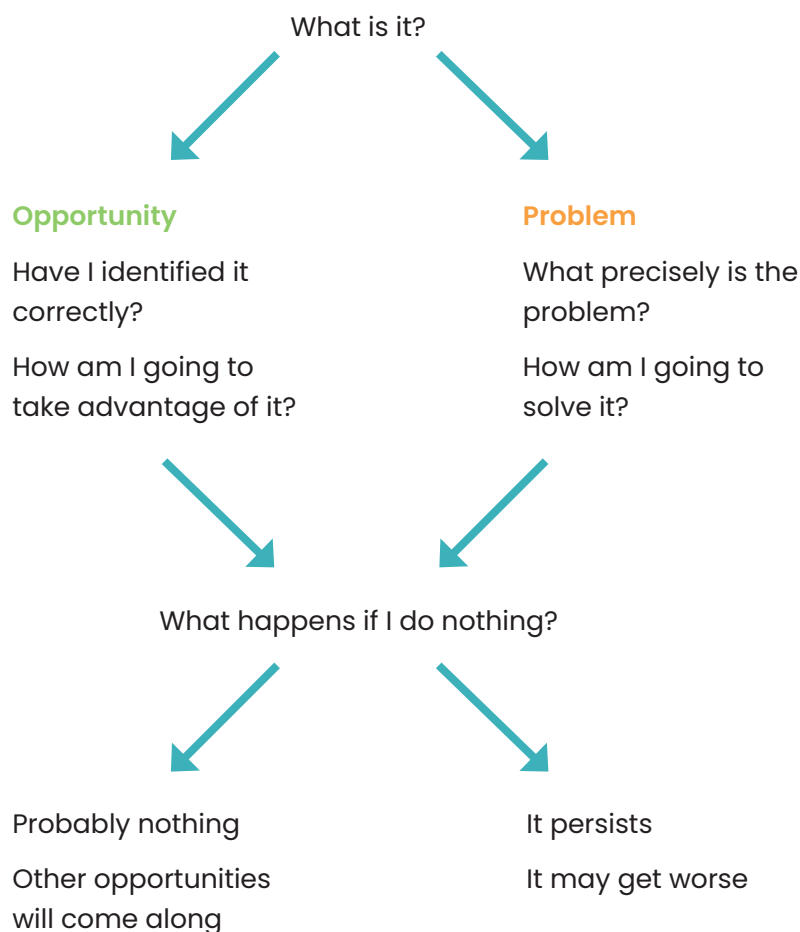 What is it?
Opportunity
Have I identified it
correctly?
How am I going to
take advantage of it?
Problem
What precisely is the
problem?
How am I going to
solve it?
What happens if I do nothing?
Probably nothing
Other opportunities
will come along
It persists
It may get worse